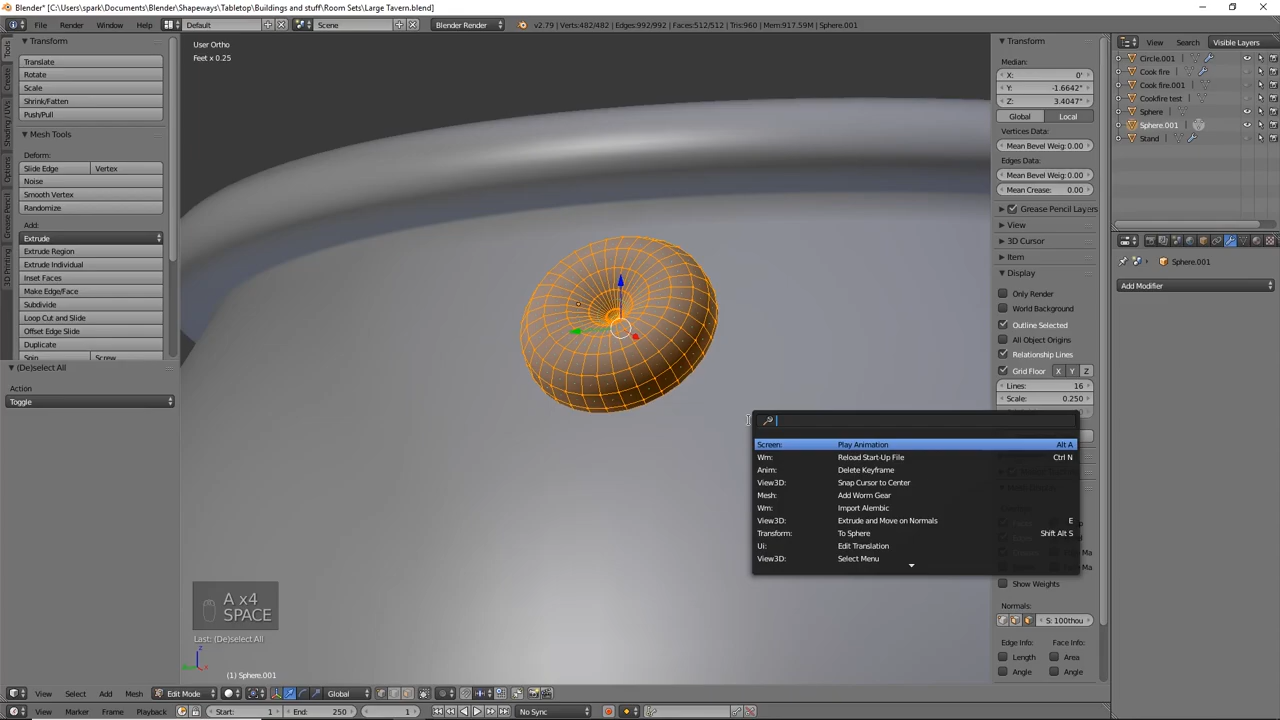 Blender* [C:\Users\spark\Documents\Blender\Shapeways\Tabletop\Buildings and stuff\Room Sets\Large Tavern.blend]
File Render Window Help Default Scene Blender Render v2.79 | Verts:482/482 | Edges:992/992 | Faces:512/512 | Tris:960 | Mem:917.59M | Sphere.001
Transform
Translate
Rotate
Scale
Shrink/Fatten
Push/Pull
Mesh Tools
Deform:
Slide Edge Vertex
Noise
Smooth Vertex
Randomize
Add:
Extrude
Extrude Region
Extrude Individual
Inset Faces
Make Edge/Face
Subdivide
Loop Cut and Slide
Offset Edge Slide
Duplicate
Spin Screw
(De)select All
Action
Toggle
Tools
Create
Shading / UVs
Options
Grease Pencil
3D Printing
User Ortho
Feet x 0.25
A x4
SPACE
Last: (De)select All
(1) Sphere.001
Screen: Play Animation Alt A
Wm: Reload Start-Up File Ctrl N
Anim: Delete Keyframe
View3D: Snap Cursor to Center
Mesh: Add Worm Gear
Wm: Import Alembic
View3D: Extrude and Move on Normals E
Transform: To Sphere Shift Alt S
Ui: Edit Translation
View3D: Select Menu
Transform
Median:
X: 0'
Y: -1.6642'
Z: 3.4047'
Global Local
Vertices Data:
Mean Bevel Weig: 0.00
Edges Data:
Mean Bevel Weig: 0.00
Mean Crease: 0.00
Grease Pencil Layers
View
3D Cursor
Item
Display
Only Render
World Background
Outline Selected
All Object Origins
Relationship Lines
Grid Floor X Y Z
Lines: 16
Scale: 0.250
Show Weights
Normals:
S: 100thou
Edge Info: Face Info:
Length Area
Angle Angle
View Search Visible Layers
Circle.001
Cook fire
Cook fire.001
Cookfire test
Sphere
Sphere.001
Stand
Sphere.001
Add Modifier
View Select Add Mesh Edit Mode Global
View Marker Frame Playback Start: 1 End: 250 1 No Sync